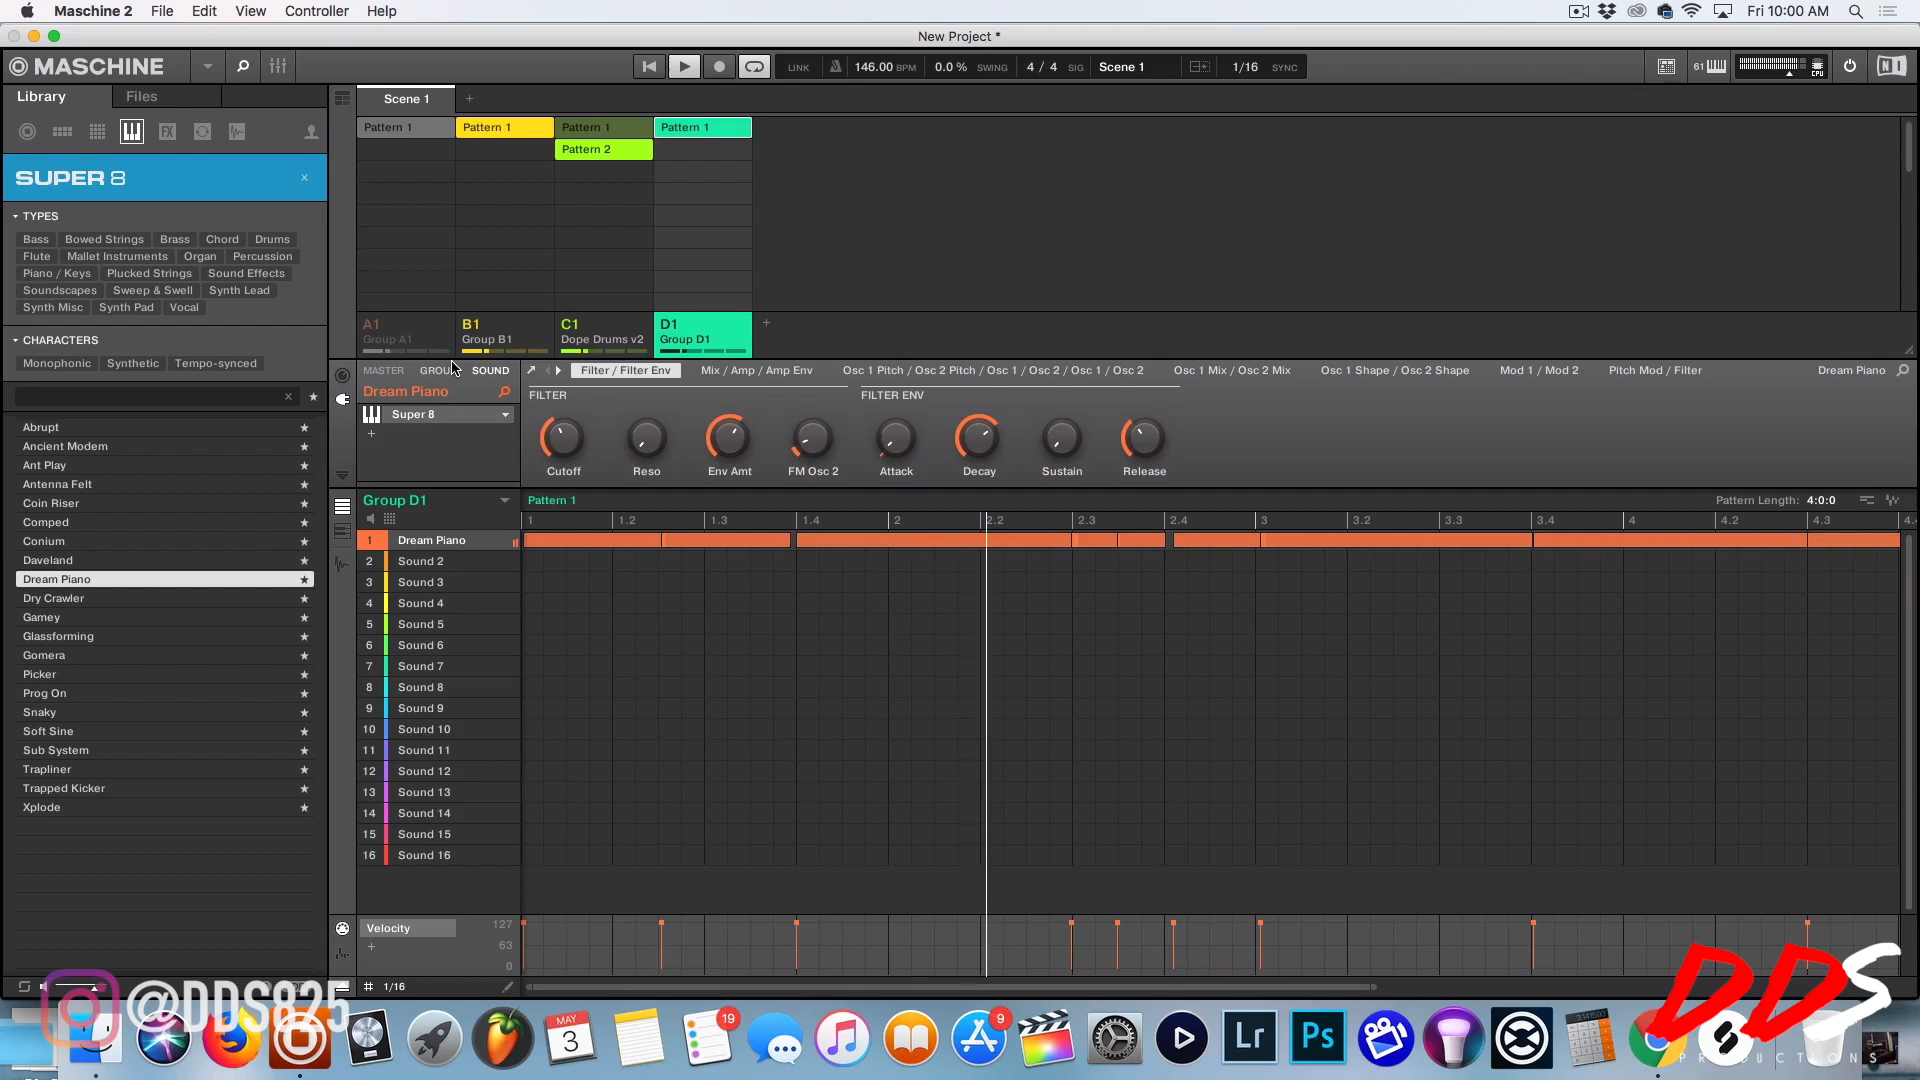 Maschine 2 File Edit View Controller Help Fri 10:00 AM
New Project *
MASCHINE LINK 146.00 BPM 0.0 % SWING 4 / 4 SIG Scene 1 1/16 SYNC 61 CPU NI
Library Files
Scene 1 +
SUPER 8 ×
TYPES
Bass Bowed Strings Brass Chord Drums
Flute Mallet Instruments Organ Percussion
Piano / Keys Plucked Strings Sound Effects
Soundscapes Sweep & Swell Synth Lead
Synth Misc Synth Pad Vocal
CHARACTERS
Monophonic Synthetic Tempo-synced
Abrupt
Ancient Modem
Ant Play
Antenna Felt
Coin Riser
Comped
Conium
Daveland
Dream Piano
Dry Crawler
Gamey
Glassforming
Gomera
Picker
Prog On
Snaky
Soft Sine
Sub System
Trapliner
Trapped Kicker
Xplode
Pattern 1 Pattern 1 Pattern 1 Pattern 1
Pattern 2
A1 B1 C1 D1 +
Group A1 Group B1 Dope Drums v2 Group D1
MASTER GROU SOUND Filter / Filter Env Mix / Amp / Amp Env Osc 1 Pitch / Osc 2 Pitch / Osc 1 / Osc 2 / Osc 1 / Osc 2 Osc 1 Mix / Osc 2 Mix Osc 1 Shape / Osc 2 Shape Mod 1 / Mod 2 Pitch Mod / Filter Dream Piano
Dream Piano FILTER FILTER ENV
Super 8
+
Cutoff Reso Env Amt FM Osc 2 Attack Decay Sustain Release
Group D1 Pattern 1 Pattern Length: 4:0:0
1 1.2 1.3 1.4 2 2.2 2.3 2.4 3 3.2 3.3 3.4 4 4.2 4.3 4.
1 Dream Piano
2 Sound 2
3 Sound 3
4 Sound 4
5 Sound 5
6 Sound 6
7 Sound 7
8 Sound 8
9 Sound 9
10 Sound 10
11 Sound 11
12 Sound 12
13 Sound 13
14 Sound 14
15 Sound 15
16 Sound 16
Velocity 127
+ 63
0
1/16
@DDS825
MAY
3
19
9
Lr
Ps
DDS
PRODUCTIONS